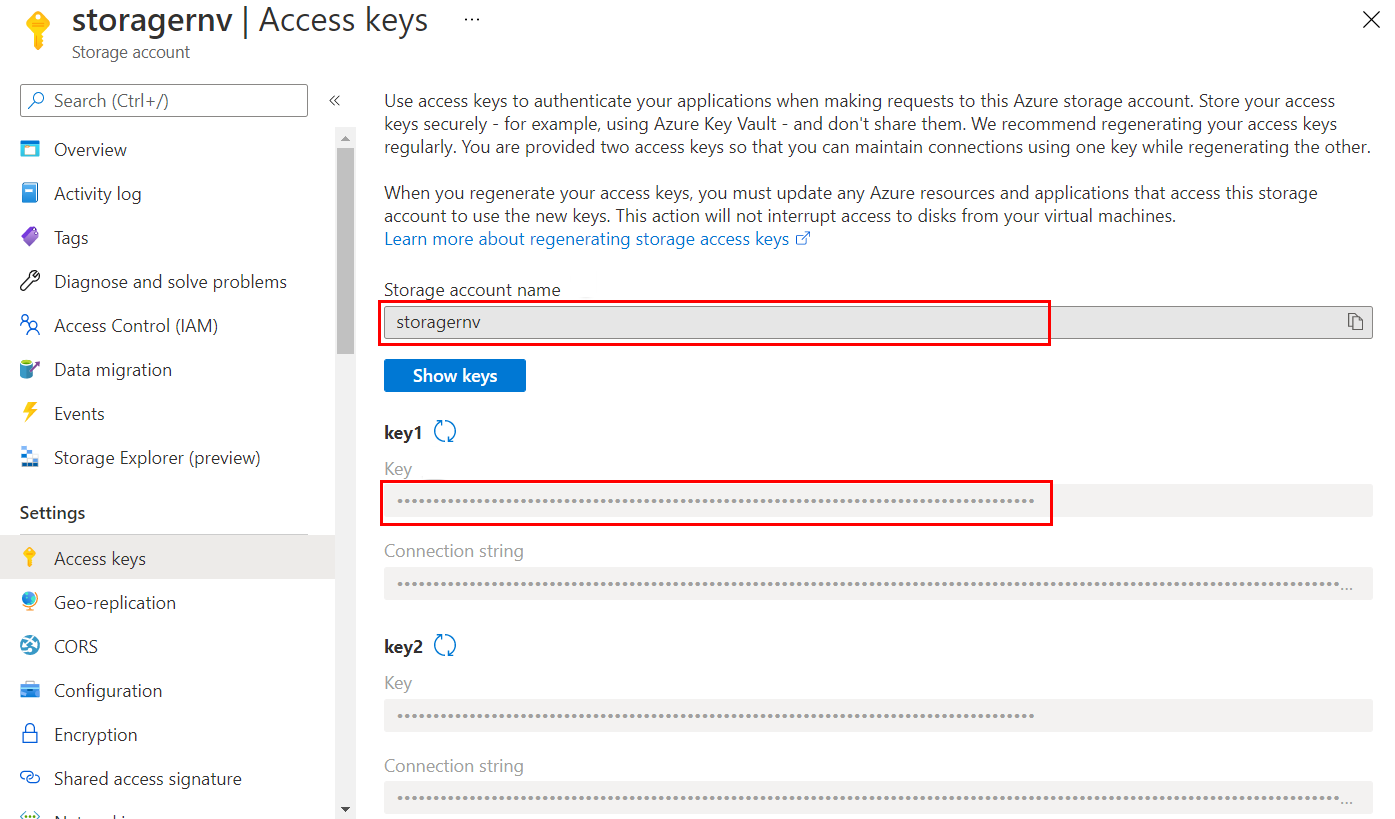 storagernv | Access keys ...
Storage account
Search (Ctrl+/)
«
Overview
Activity log
Tags
Diagnose and solve problems
Access Control (IAM)
Data migration
Events
Storage Explorer (preview)
Settings
Access keys
Geo-replication
CORS
Configuration
Encryption
Shared access signature
Use access keys to authenticate your applications when making requests to this Azure storage account. Store your access
keys securely - for example, using Azure Key Vault - and don't share them. We recommend regenerating your access keys
regularly. You are provided two access keys so that you can maintain connections using one key while regenerating the other.
When you regenerate your access keys, you must update any Azure resources and applications that access this storage
account to use the new keys. This action will not interrupt access to disks from your virtual machines.
Learn more about regenerating storage access keys
Storage account name
storagernv
Show keys
key1
Key
Connection string
key2
Key
Connection string